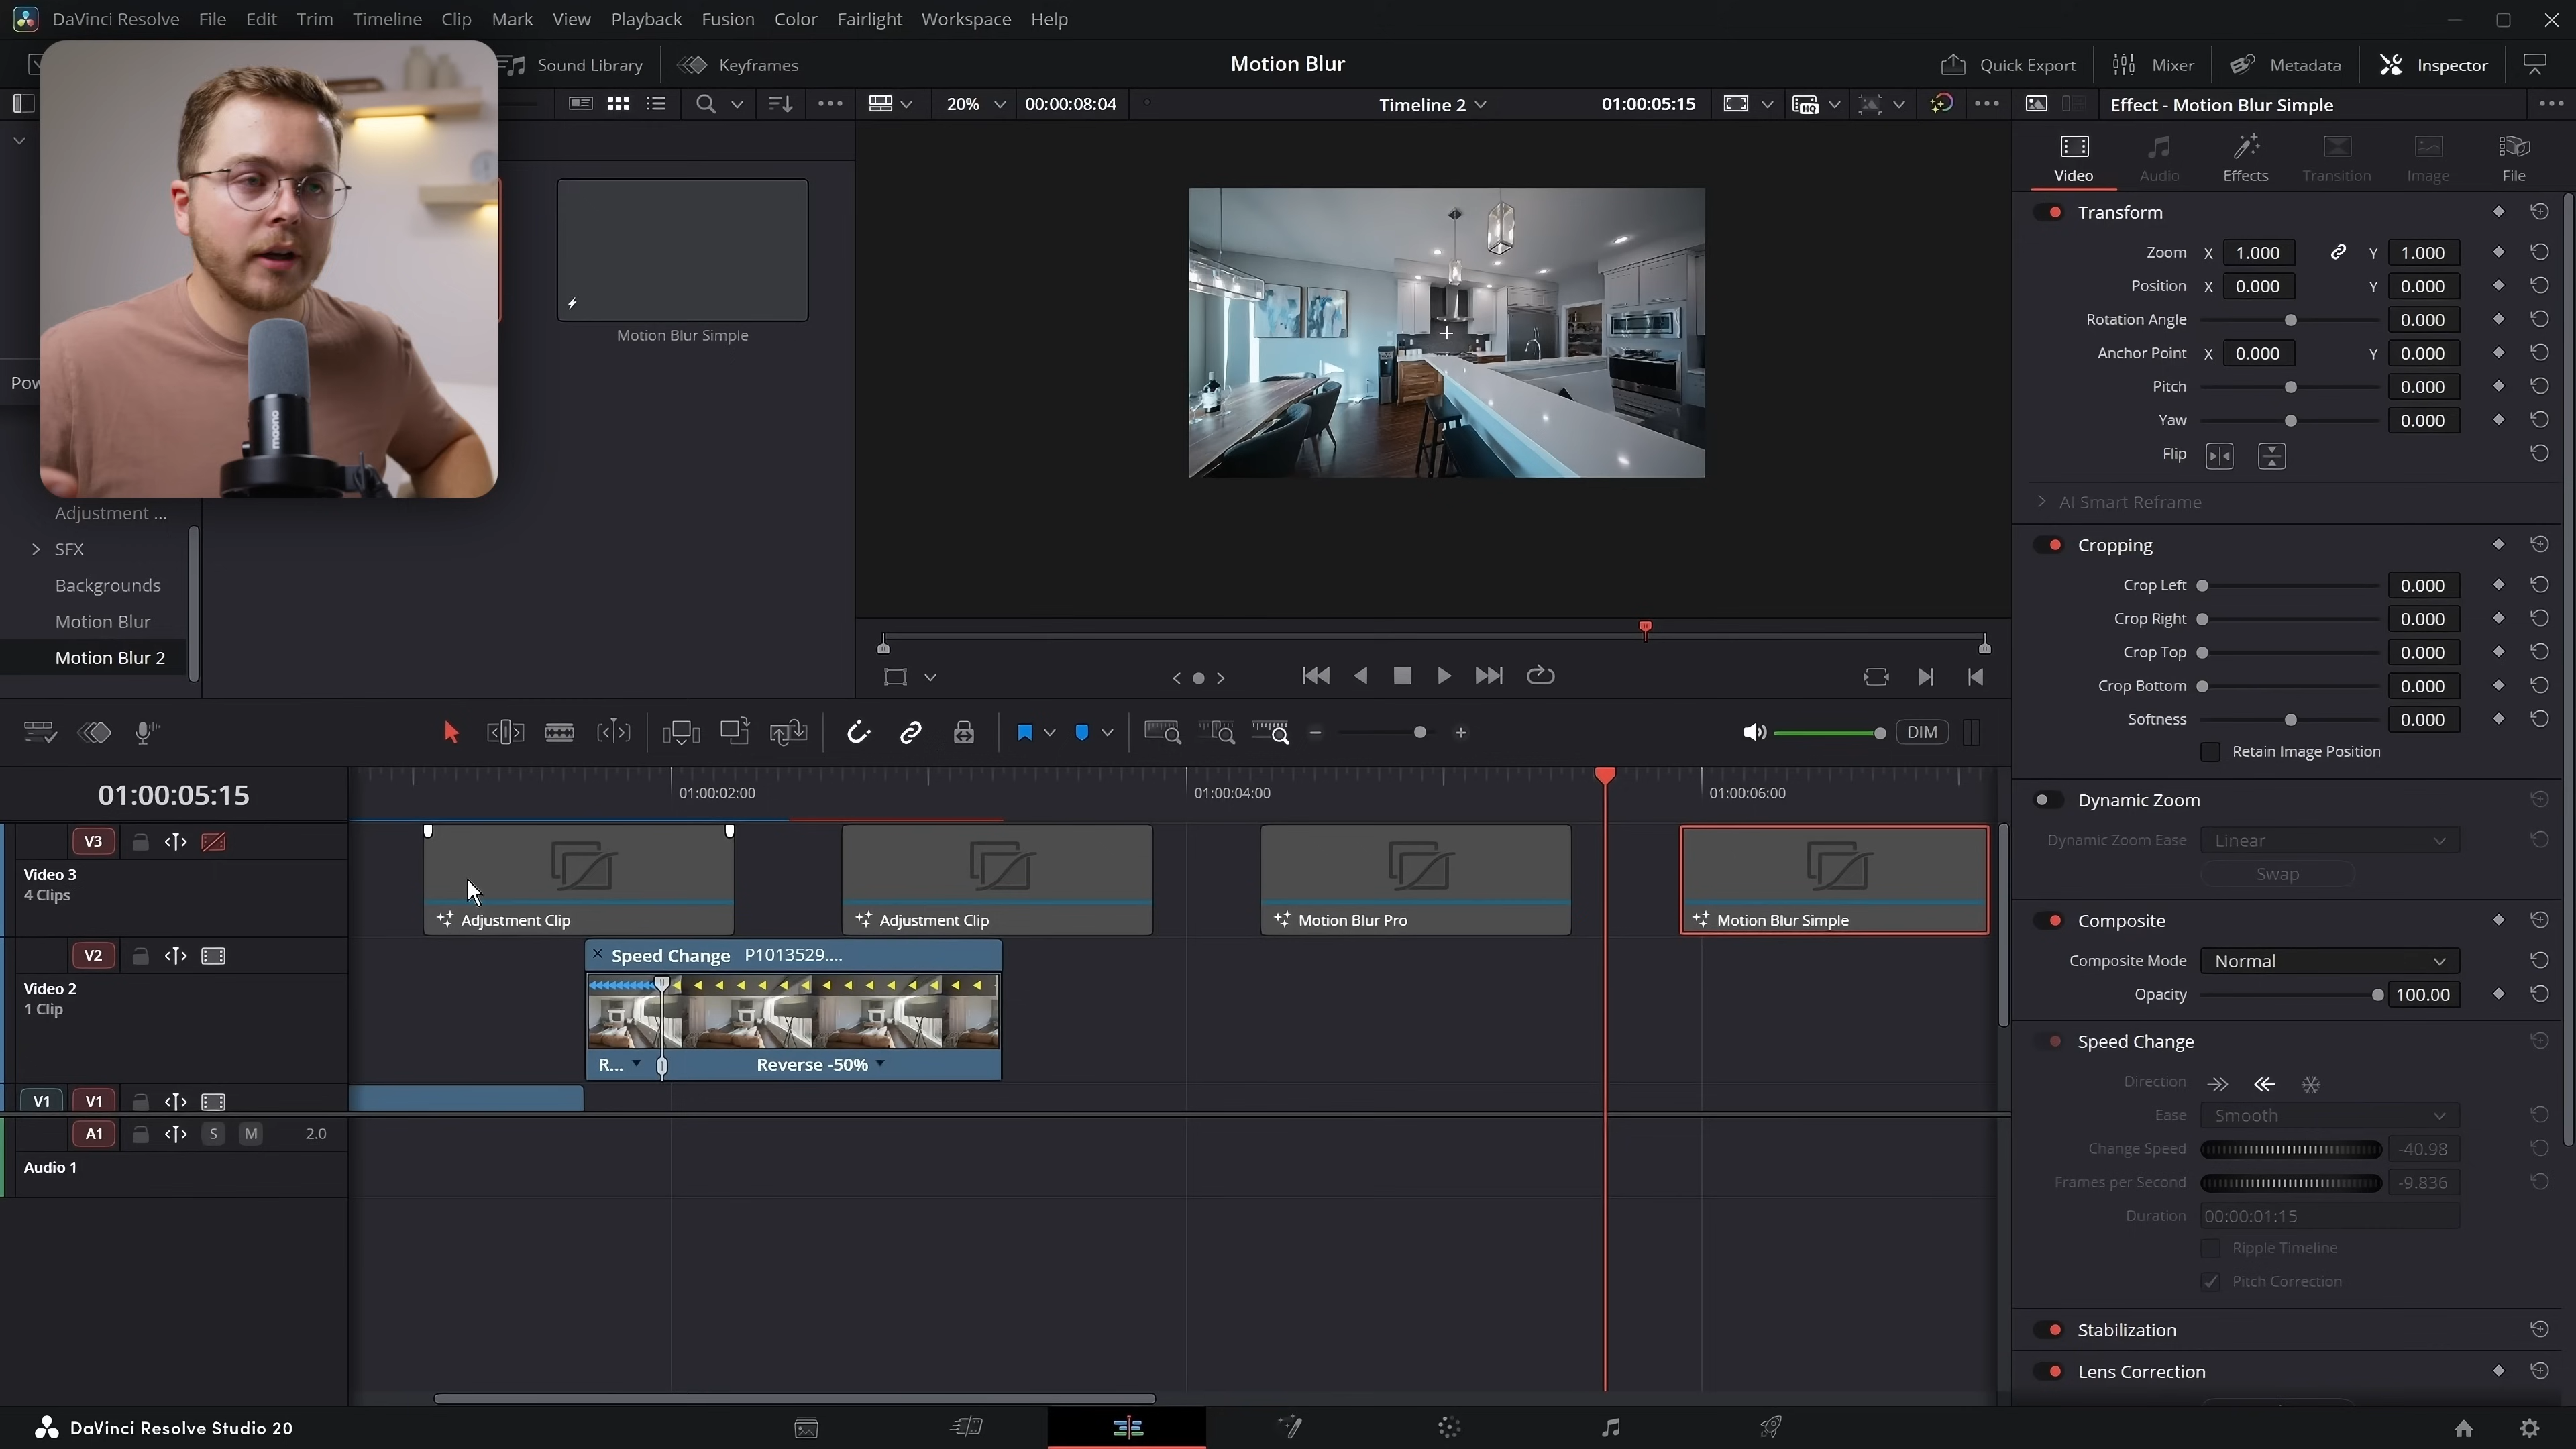 DaVinci Resolve File Edit Trim Timeline Clip Mark View Playback Fusion Color Fairlight Workspace Help
Sound Library Keyframes Motion Blur Quick Export Mixer Metadata Inspector
20% 00:00:08:04 Timeline 2 01:00:05:15 Effect - Motion Blur Simple
Video Audio Effects Transition Image File
Motion Blur Simple
maono
Pow
Adjustment ...
SFX
Backgrounds
Motion Blur
Motion Blur 2
Transform
Zoom X 1.000 Y 1.000
Position X 0.000 Y 0.000
Rotation Angle 0.000
Anchor Point X 0.000 Y 0.000
Pitch 0.000
Yaw 0.000
Flip
AI Smart Reframe
Cropping
Crop Left 0.000
Crop Right 0.000
Crop Top 0.000
Crop Bottom 0.000
Softness 0.000
Retain Image Position
Dynamic Zoom
Dynamic Zoom Ease Linear
Swap
Composite
Composite Mode Normal
Opacity 100.00
Speed Change
Direction
Ease Smooth
Change Speed -40.98
Frames per Second -9.836
Duration 00:00:01:15
Ripple Timeline
Pitch Correction
Stabilization
Lens Correction
DIM
01:00:05:15 01:00:02:00 01:00:04:00 01:00:06:00
V3
Video 3
4 Clips
Adjustment Clip Adjustment Clip Motion Blur Pro Motion Blur Simple
V2
Video 2
1 Clip
Speed Change P1013529....
R... Reverse -50%
V1 V1
A1 S M 2.0
Audio 1
DaVinci Resolve Studio 20